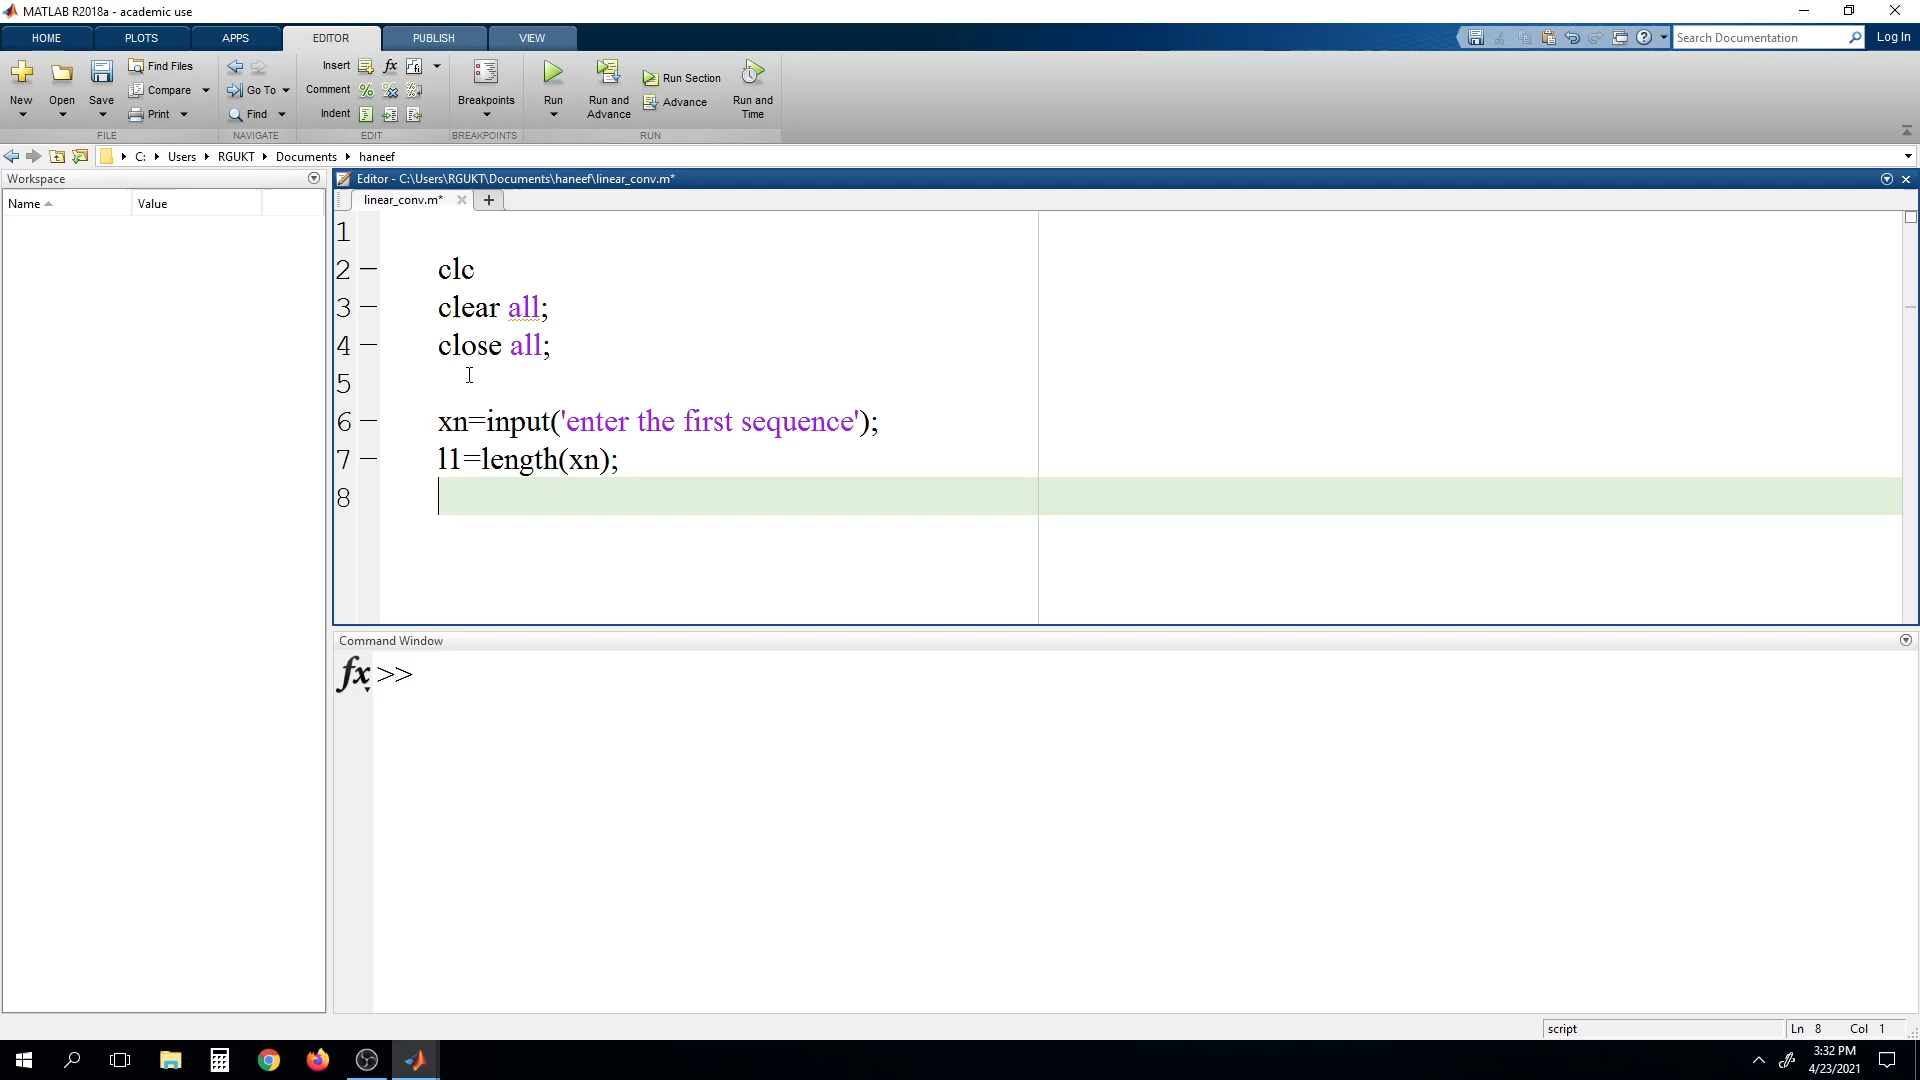 MATLAB R2018a - academic use
HOME PLOTS APPS EDITOR PUBLISH VIEW Search Documentation Log In
New Open Save Find Files Compare Print
Go To Find
Insert fx
Comment
Indent
Breakpoints Run Run and Advance Run Section Advance Run and Time
FILE NAVIGATE EDIT BREAKPOINTS RUN
C: Users RGUKT Documents haneef
Workspace
Name Value
Editor - C:\Users\RGUKT\Documents\haneef\linear_conv.m*
linear_conv.m*
1
2 clc
3 clear all;
4 close all;
5
6 xn=input('enter the first sequence');
7 l1=length(xn);
8
Command Window
fx >>
script Ln 8 Col 1
3:32 PM
4/23/2021